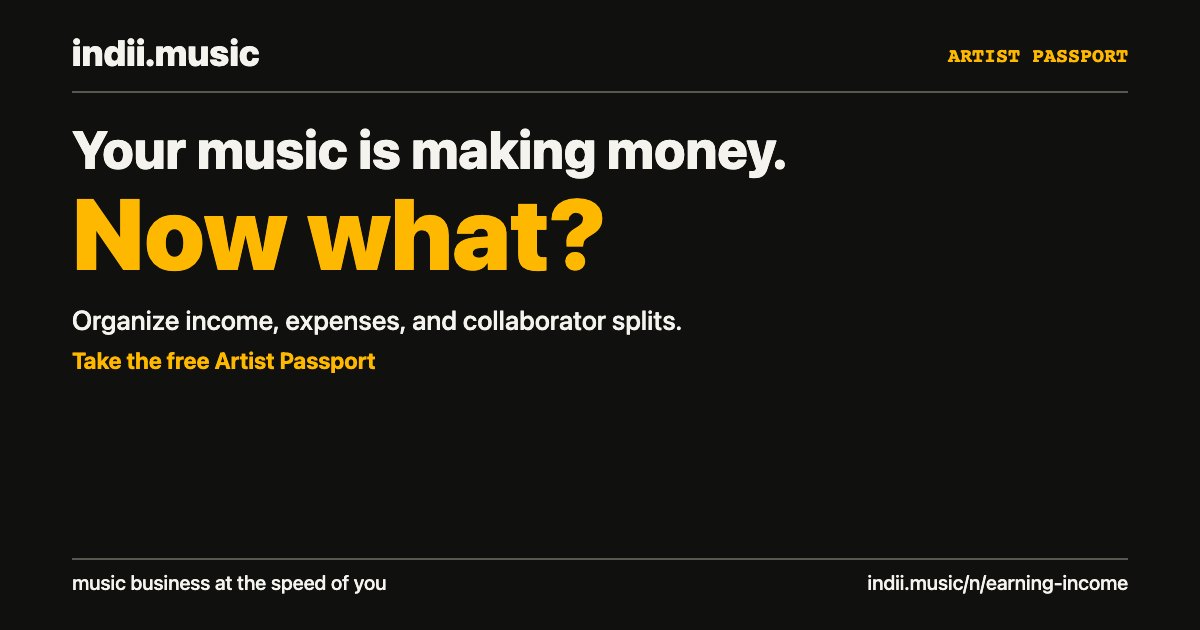 indii.music
ARTIST PASSPORT
Your music is making money.
Now what?
Organize income, expenses, and collaborator splits.
Take the free Artist Passport
music business at the speed of you
indii.music/n/earning-income